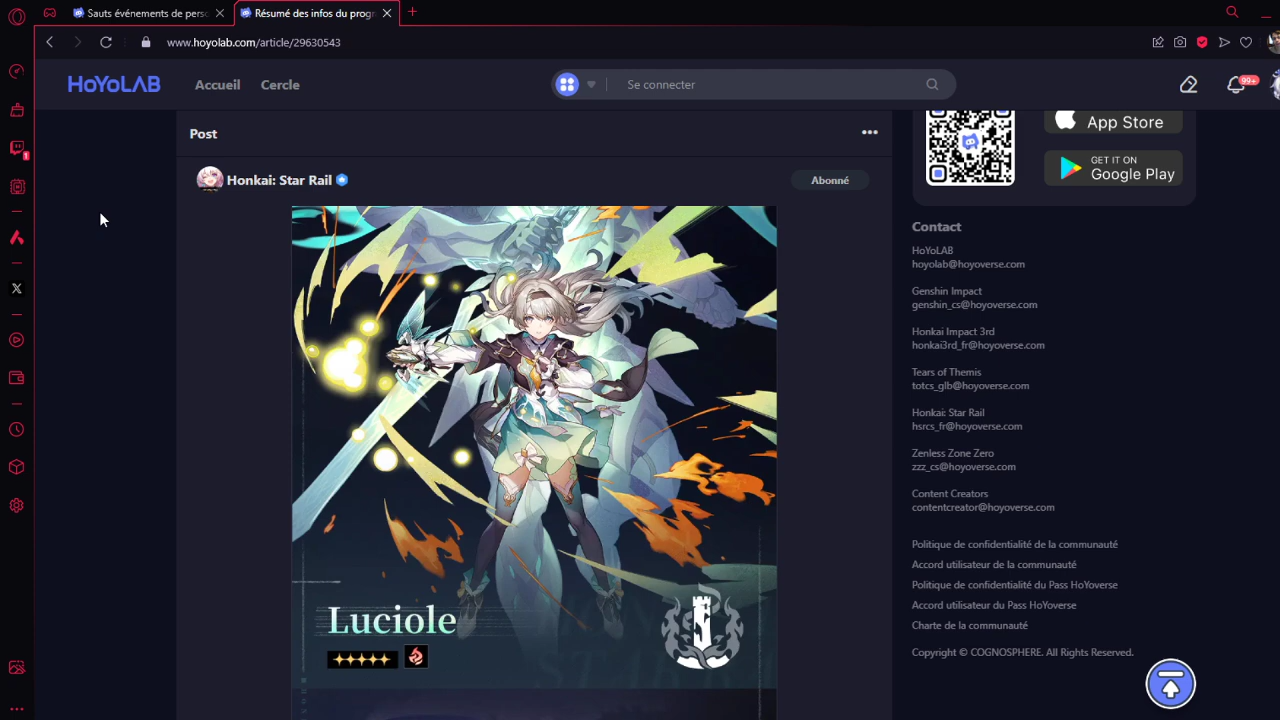 Sauts événements de perso
Résumé des infos du progr
www.hoyolab.com/article/29630543
HoYoLAB
Accueil
Cercle
Se connecter
99+
Post
Honkai: Star Rail
Abonné
Luciole
App Store
GET IT ON
Google Play
Contact
HoYoLAB
hoyolab@hoyoverse.com
Genshin Impact
genshin_cs@hoyoverse.com
Honkai Impact 3rd
honkai3rd_fr@hoyoverse.com
Tears of Themis
totcs_glb@hoyoverse.com
Honkai: Star Rail
hsrcs_fr@hoyoverse.com
Zenless Zone Zero
zzz_cs@hoyoverse.com
Content Creators
contentcreator@hoyoverse.com
Politique de confidentialité de la communauté
Accord utilisateur de la communauté
Politique de confidentialité du Pass HoYoverse
Accord utilisateur du Pass HoYoverse
Charte de la communauté
Copyright © COGNOSPHERE. All Rights Reserved.